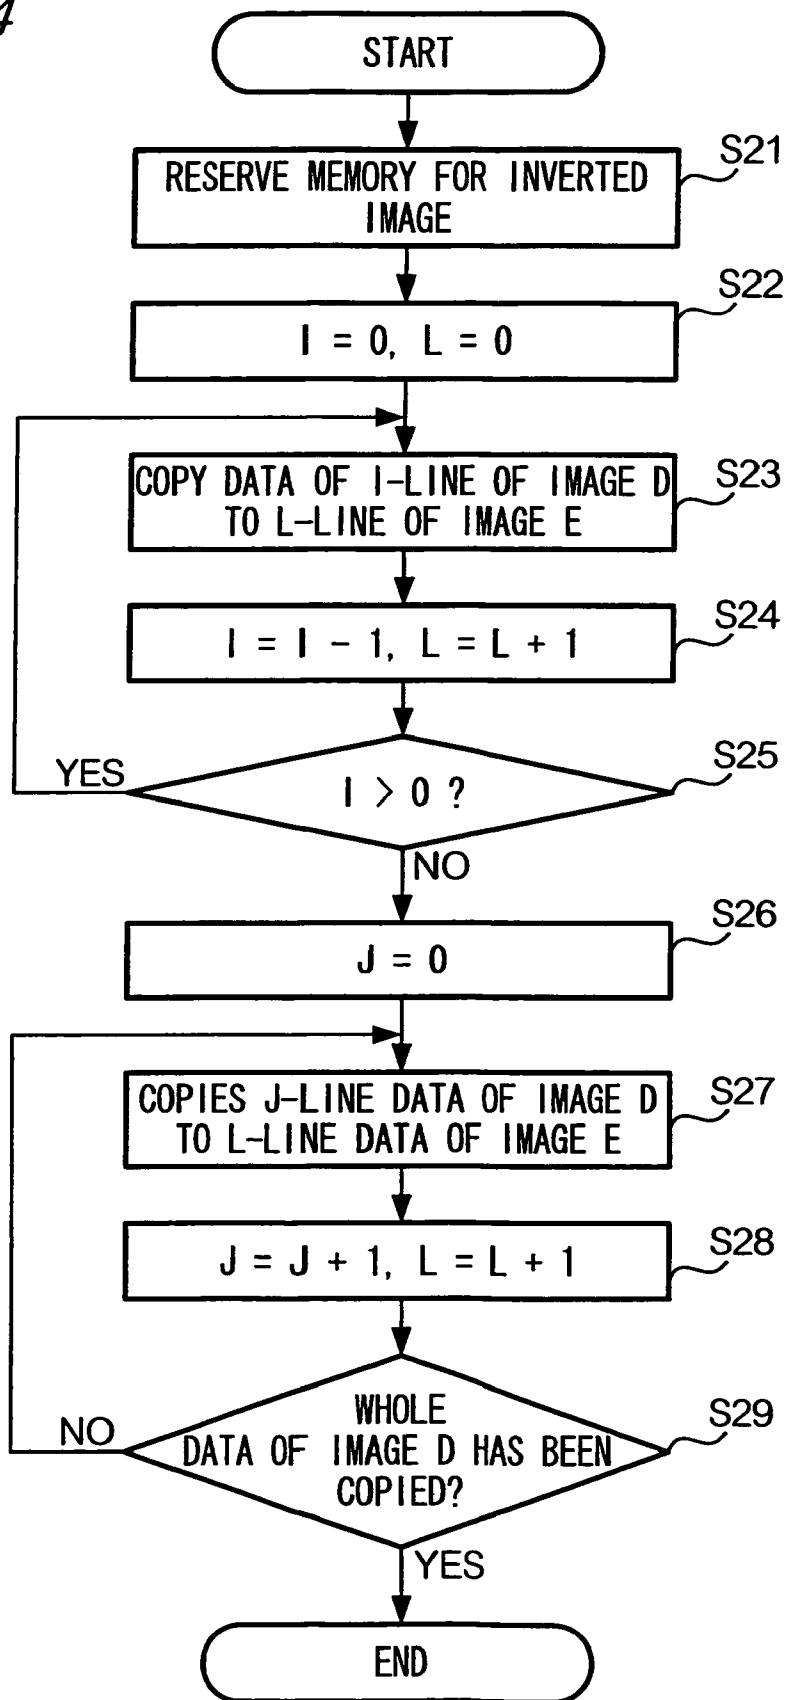 4
START
S21
RESERVE MEMORY FOR INVERTED
IMAGE
S22
I = 0, L = 0
S23
COPY DATA OF I-LINE OF IMAGE D
TO L-LINE OF IMAGE E
S24
I = I - 1, L = L + 1
S25
YES
I > 0 ?
NO
S26
J = 0
S27
COPIES J-LINE DATA OF IMAGE D
TO L-LINE DATA OF IMAGE E
S28
J = J + 1, L = L + 1
S29
NO
WHOLE
DATA OF IMAGE D HAS BEEN
COPIED?
YES
END